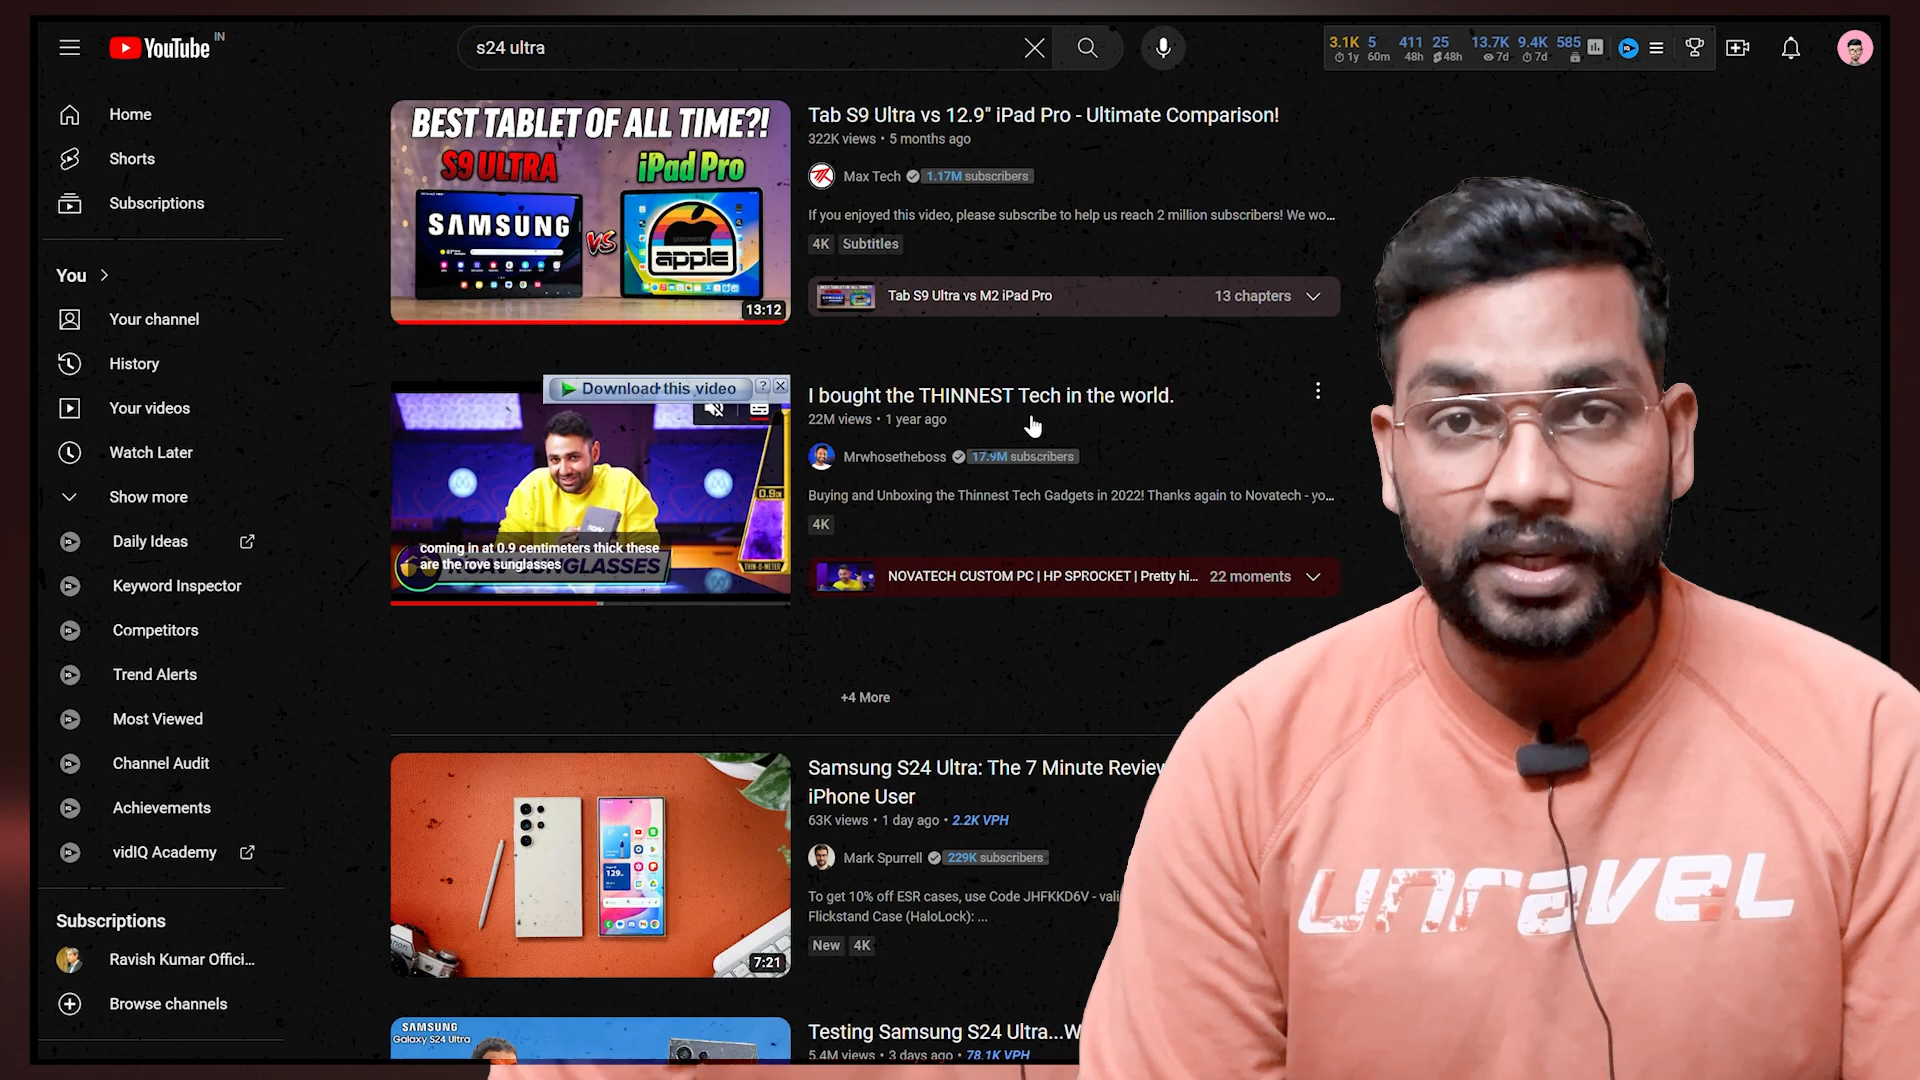 YouTube IN
s24 ultra
3.1K 5 411 25 13.7K 9.4K 585
1y 60m 48h 48h 7d 7d
Home
Shorts
Subscriptions
You
Your channel
History
Your videos
Watch Later
Show more
Daily Ideas
Keyword Inspector
Competitors
Trend Alerts
Most Viewed
Channel Audit
Achievements
vidIQ Academy
Subscriptions
Ravish Kumar Offici...
Browse channels
BEST TABLET OF ALL TIME?!
S9 ULTRA iPad Pro
SAMSUNG VS apple
13:12
Tab S9 Ultra vs 12.9" iPad Pro - Ultimate Comparison!
322K views • 5 months ago
Max Tech 1.17M subscribers
If you enjoyed this video, please subscribe to help us reach 2 million subscribers! We wo...
4K Subtitles
Tab S9 Ultra vs M2 iPad Pro 13 chapters
Download this video ? X
0.9CM
coming in at 0.9 centimeters thick these
are the rove sunglasses
THIN-O-METER
I bought the THINNEST Tech in the world.
22M views • 1 year ago
Mrwhosetheboss 17.9M subscribers
Buying and Unboxing the Thinnest Tech Gadgets in 2022! Thanks again to Novatech - yo...
4K
NOVATECH CUSTOM PC | HP SPROCKET | Pretty hi... 22 moments
+4 More
7:21
Samsung S24 Ultra: The 7 Minute Review
iPhone User
63K views • 1 day ago • 2.2K VPH
Mark Spurrell 229K subscribers
To get 10% off ESR cases, use Code JHFKKD6V - vali
Flickstand Case (HaloLock): ...
New 4K
SAMSUNG
Galaxy S24 Ultra
Testing Samsung S24 Ultra...W
5.4M views • 3 days ago • 78.1K VPH
unravel